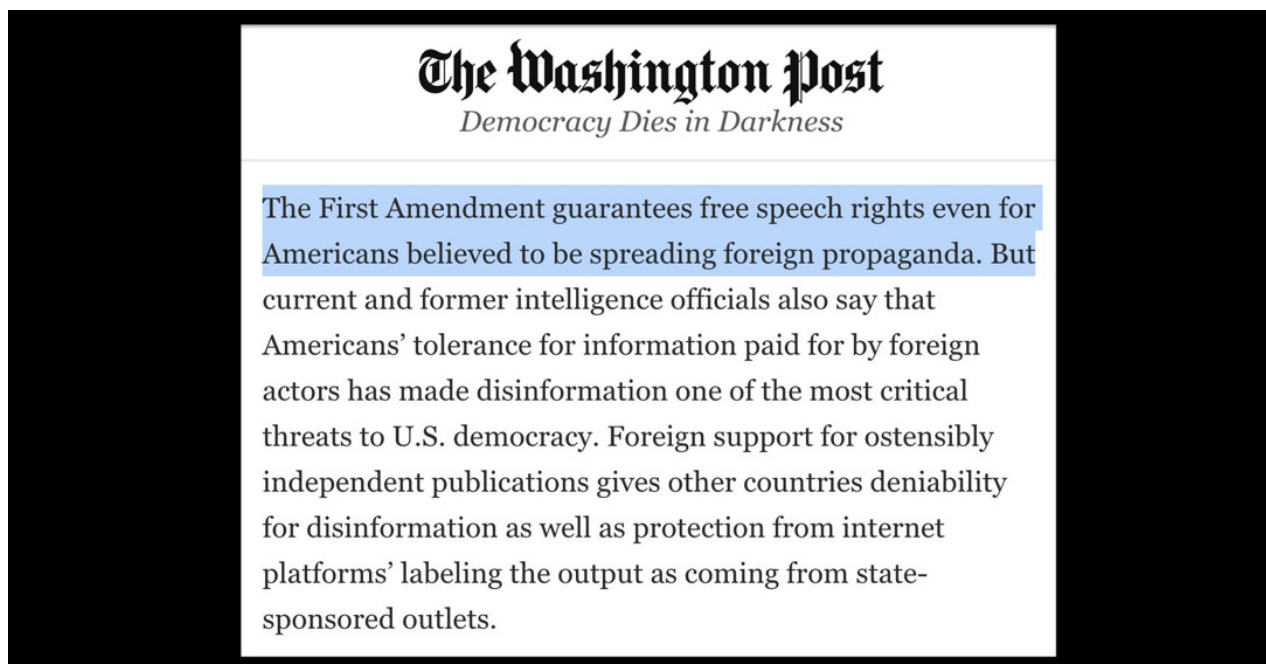 The Washington Post
Democracy Dies in Darkness
The First Amendment guarantees free speech rights even for
Americans believed to be spreading foreign propaganda. But
current and former intelligence officials also say that
Americans’ tolerance for information paid for by foreign
actors has made disinformation one of the most critical
threats to U.S. democracy. Foreign support for ostensibly
independent publications gives other countries deniability
for disinformation as well as protection from internet
platforms’ labeling the output as coming from state-
sponsored outlets.